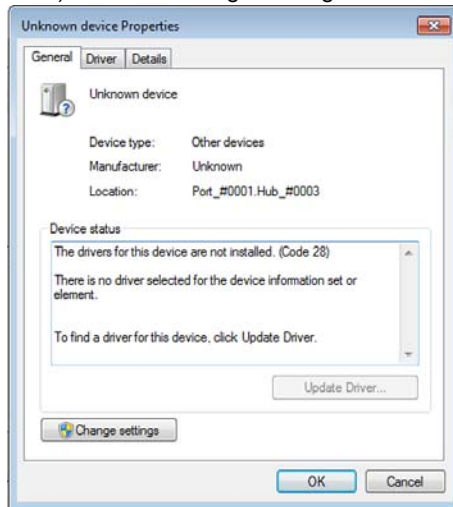 Unknown device Properties
General Driver Details
Unknown device
Device type: Other devices
Manufacturer: Unknown
Location: Port_#0001.Hub_#0003
Device status
The drivers for this device are not installed. (Code 28)
There is no driver selected for the device information set or
element.
To find a driver for this device, click Update Driver.
Update Driver...
Change settings
OK Cancel